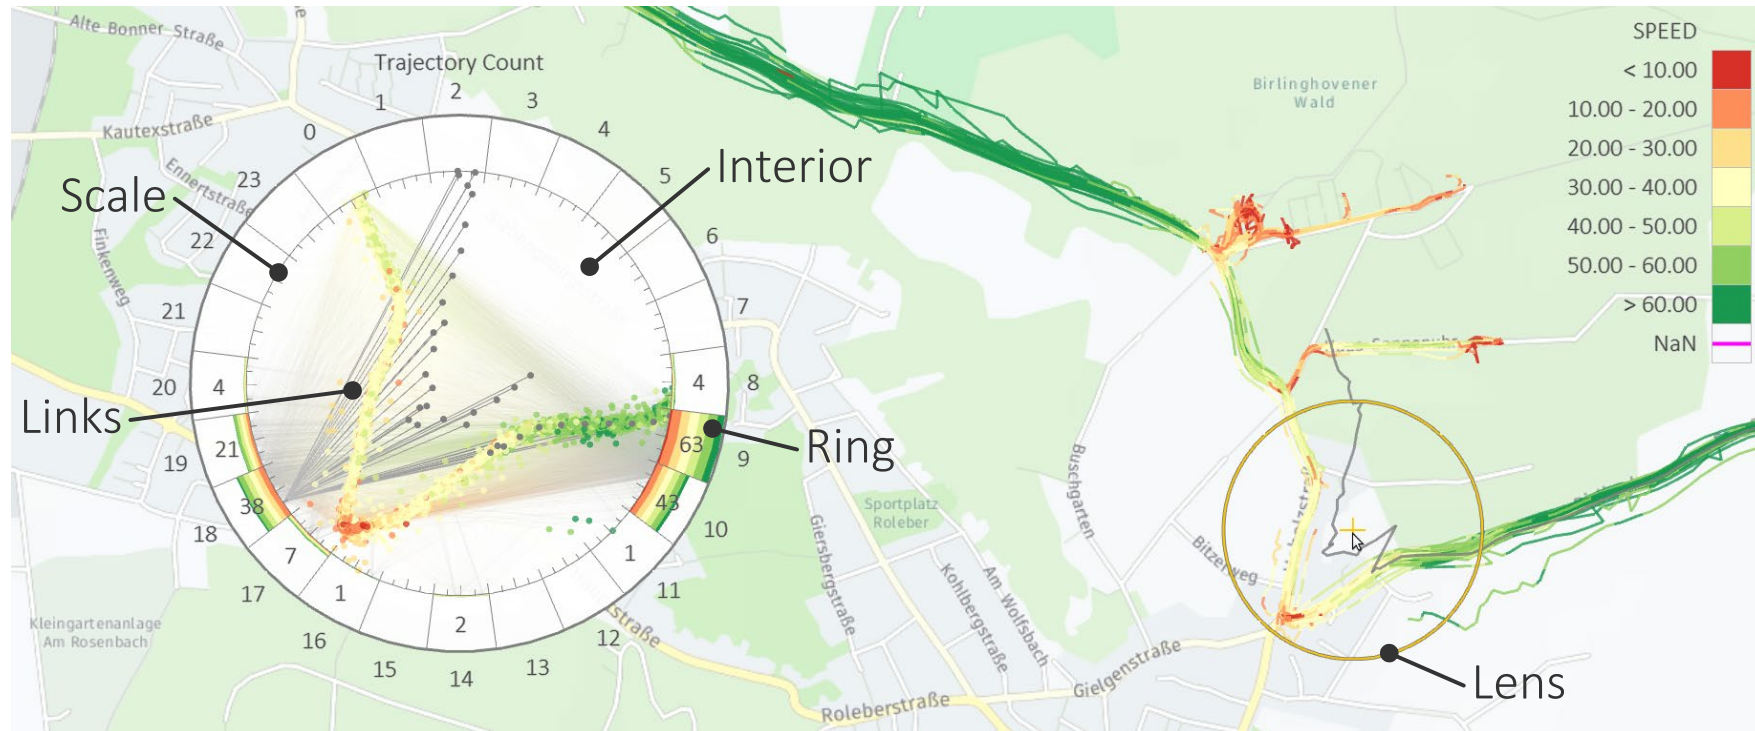 Alte Bonner Straße
Kautexstraße
Ennertstraße
Finkenweg
Trajectory Count
0
1
2
3
4
5
6
7
8
9
10
11
12
13
14
15
16
17
18
19
20
21
22
23
4
63
43
1
2
1
7
38
21
4
Scale
Interior
Links
Ring
Lens
Birlinghovener
Wald
SPEED
< 10.00
10.00 - 20.00
20.00 - 30.00
30.00 - 40.00
40.00 - 50.00
50.00 - 60.00
> 60.00
NaN
Sportplatz
Roleber
Giersbergstraße
Kohlbergstraße
Am Wolfsbach
Buschgarten
Bitzerweg
Gielgenstraße
Roleberstraße
Kleingartenanlage
Am Rosenbach